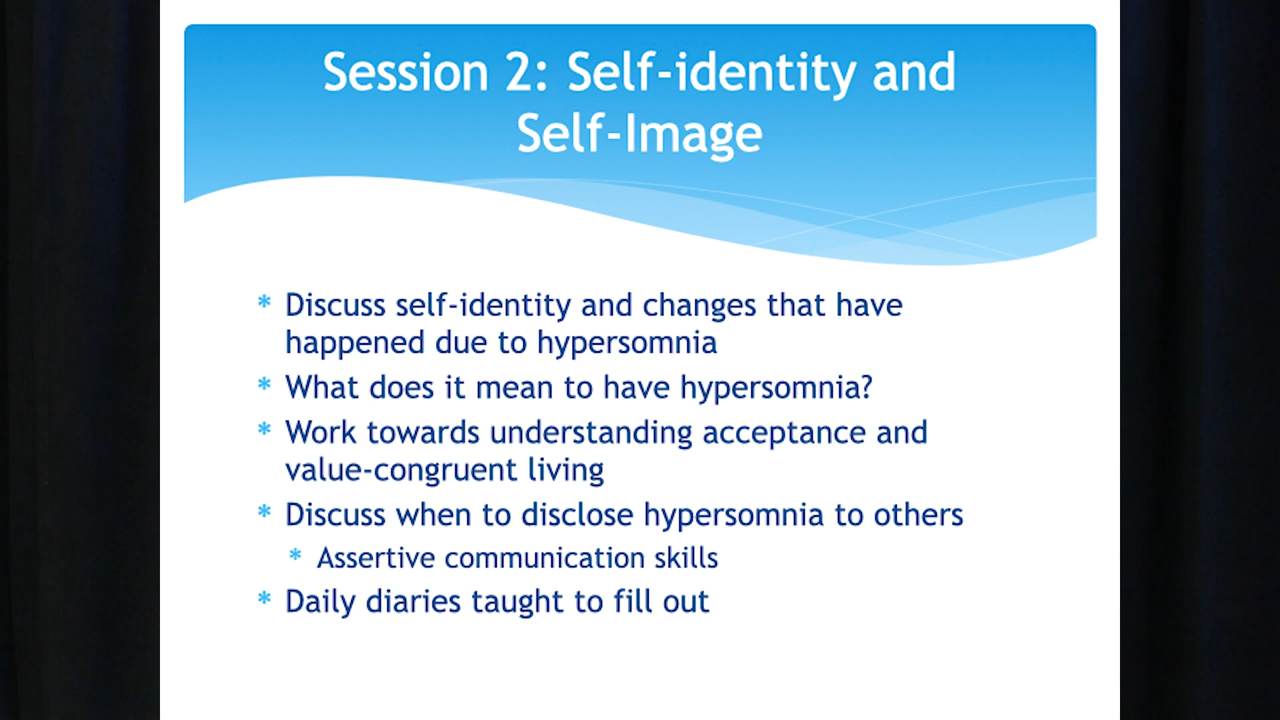 Session 2: Self-identity and
Self-Image
* Discuss self-identity and changes that have
happened due to hypersomnia
* What does it mean to have hypersomnia?
* Work towards understanding acceptance and
value-congruent living
* Discuss when to disclose hypersomnia to others
* Assertive communication skills
* Daily diaries taught to fill out